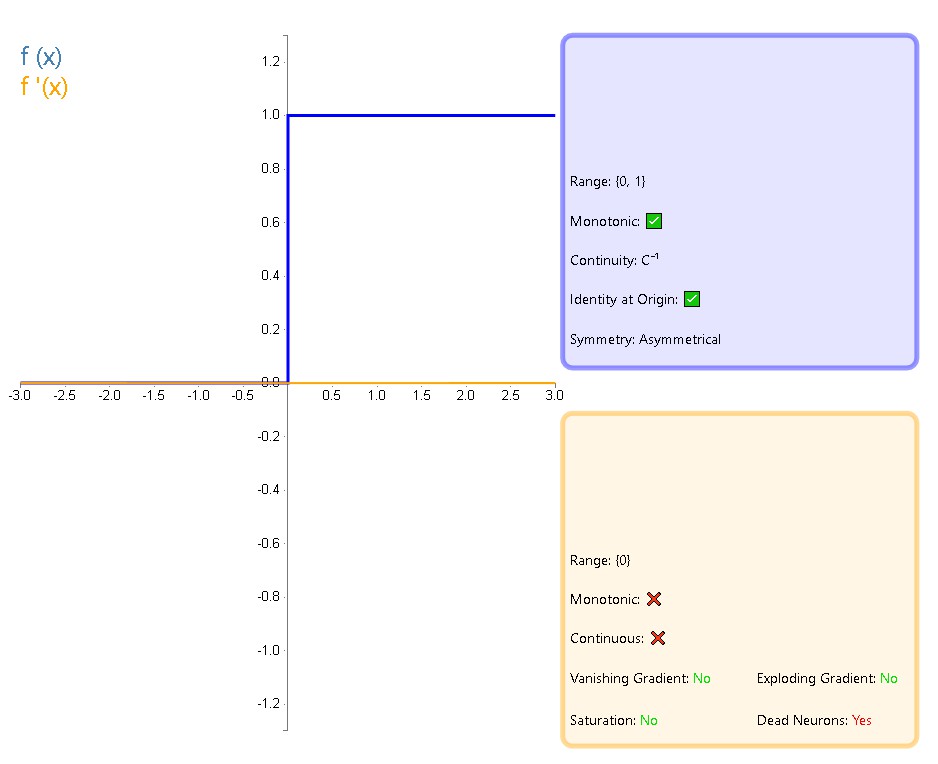 f (x)
f '(x)
1.2
1.0
0.8
0.6
0.4
0.2
0.0
-3.0 -2.5 -2.0 -1.5 -1.0 -0.5 0.5 1.0 1.5 2.0 2.5 3.0
-0.2
-0.4
-0.6
-0.8
-1.0
-1.2
Range: {0, 1}
Monotonic: ✅
Continuity: C⁻¹
Identity at Origin: ✅
Symmetry: Asymmetrical
Range: {0}
Monotonic: ❌
Continuous: ❌
Vanishing Gradient: No Exploding Gradient: No
Saturation: No Dead Neurons: Yes